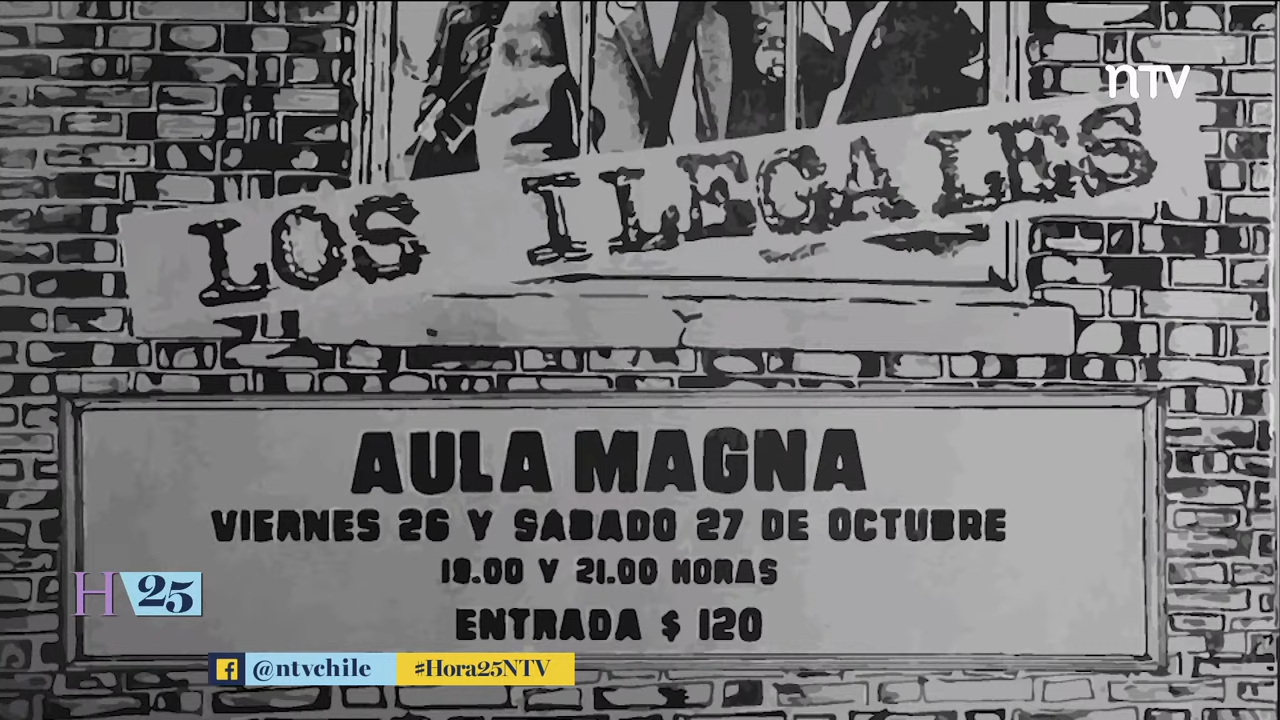 nTV
LOS ILEGALES
AULA MAGNA
VIERNES 26 Y SABADO 27 DE OCTUBRE
19.00 Y 21.00 HORAS
ENTRADA $ 120
H 25
@ntvchile #Hora25NTV